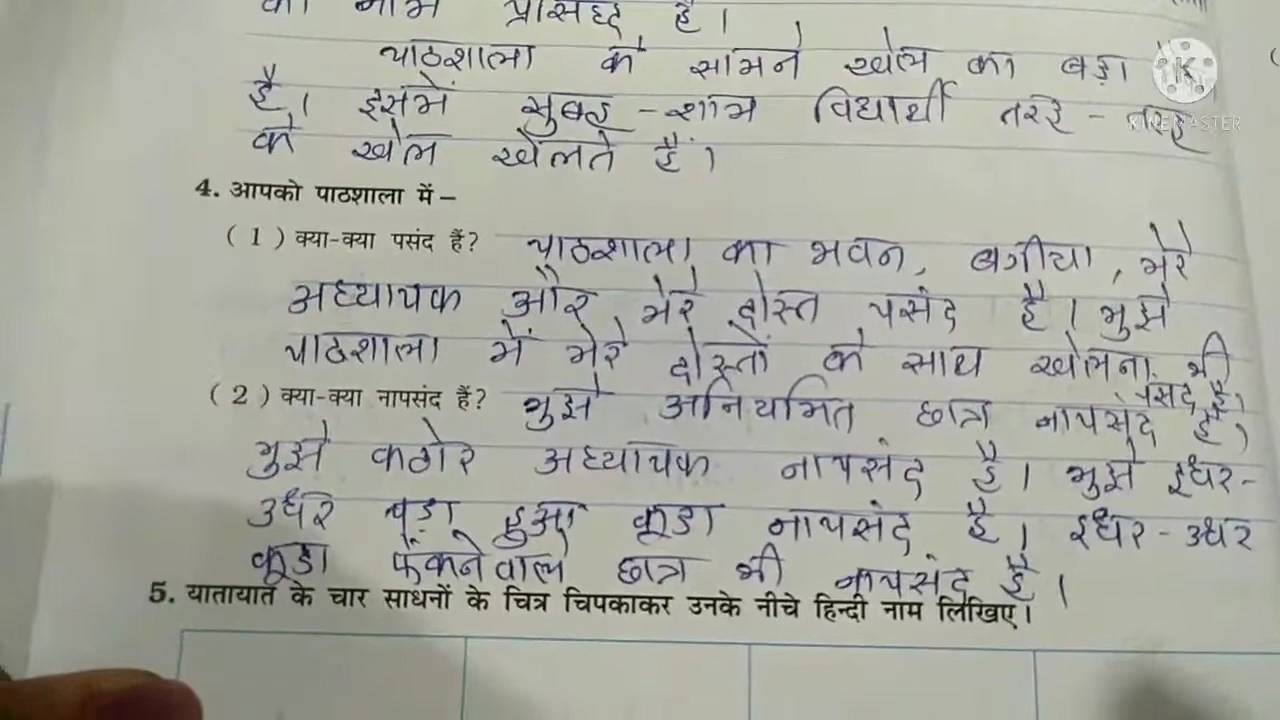 का नाम प्रसिध्द है।
पाठशाला के सामने खेल का बड़ा
है। इसमें सुबह - शाम विद्यार्थी तरह -
के खेल खेलते हैं।
4. आपको पाठशाला में –
( 1 ) क्या-क्या पसंद हैं? पाठशाला का भवन, बगीचा, मेरे
अध्यापक और मेरे दोस्त पसंद है। मुझे
पाठशाला में मेरे दोस्तों के साथ खेलना भी
पसंद है।
( 2 ) क्या-क्या नापसंद हैं? मुझे अनियमित छात्र नापसंद है।
मुझे कठोर अध्यापक नापसंद है। मुझे इधर-
उधर पड़ा हुआ कूडा नापसंद है। इधर-उधर
कूडा फेंकनेवाले छात्र भी नापसंद है।
5. यातायात के चार साधनों के चित्र चिपकाकर उनके नीचे हिन्दी नाम लिखिए।
K
KINEMASTER